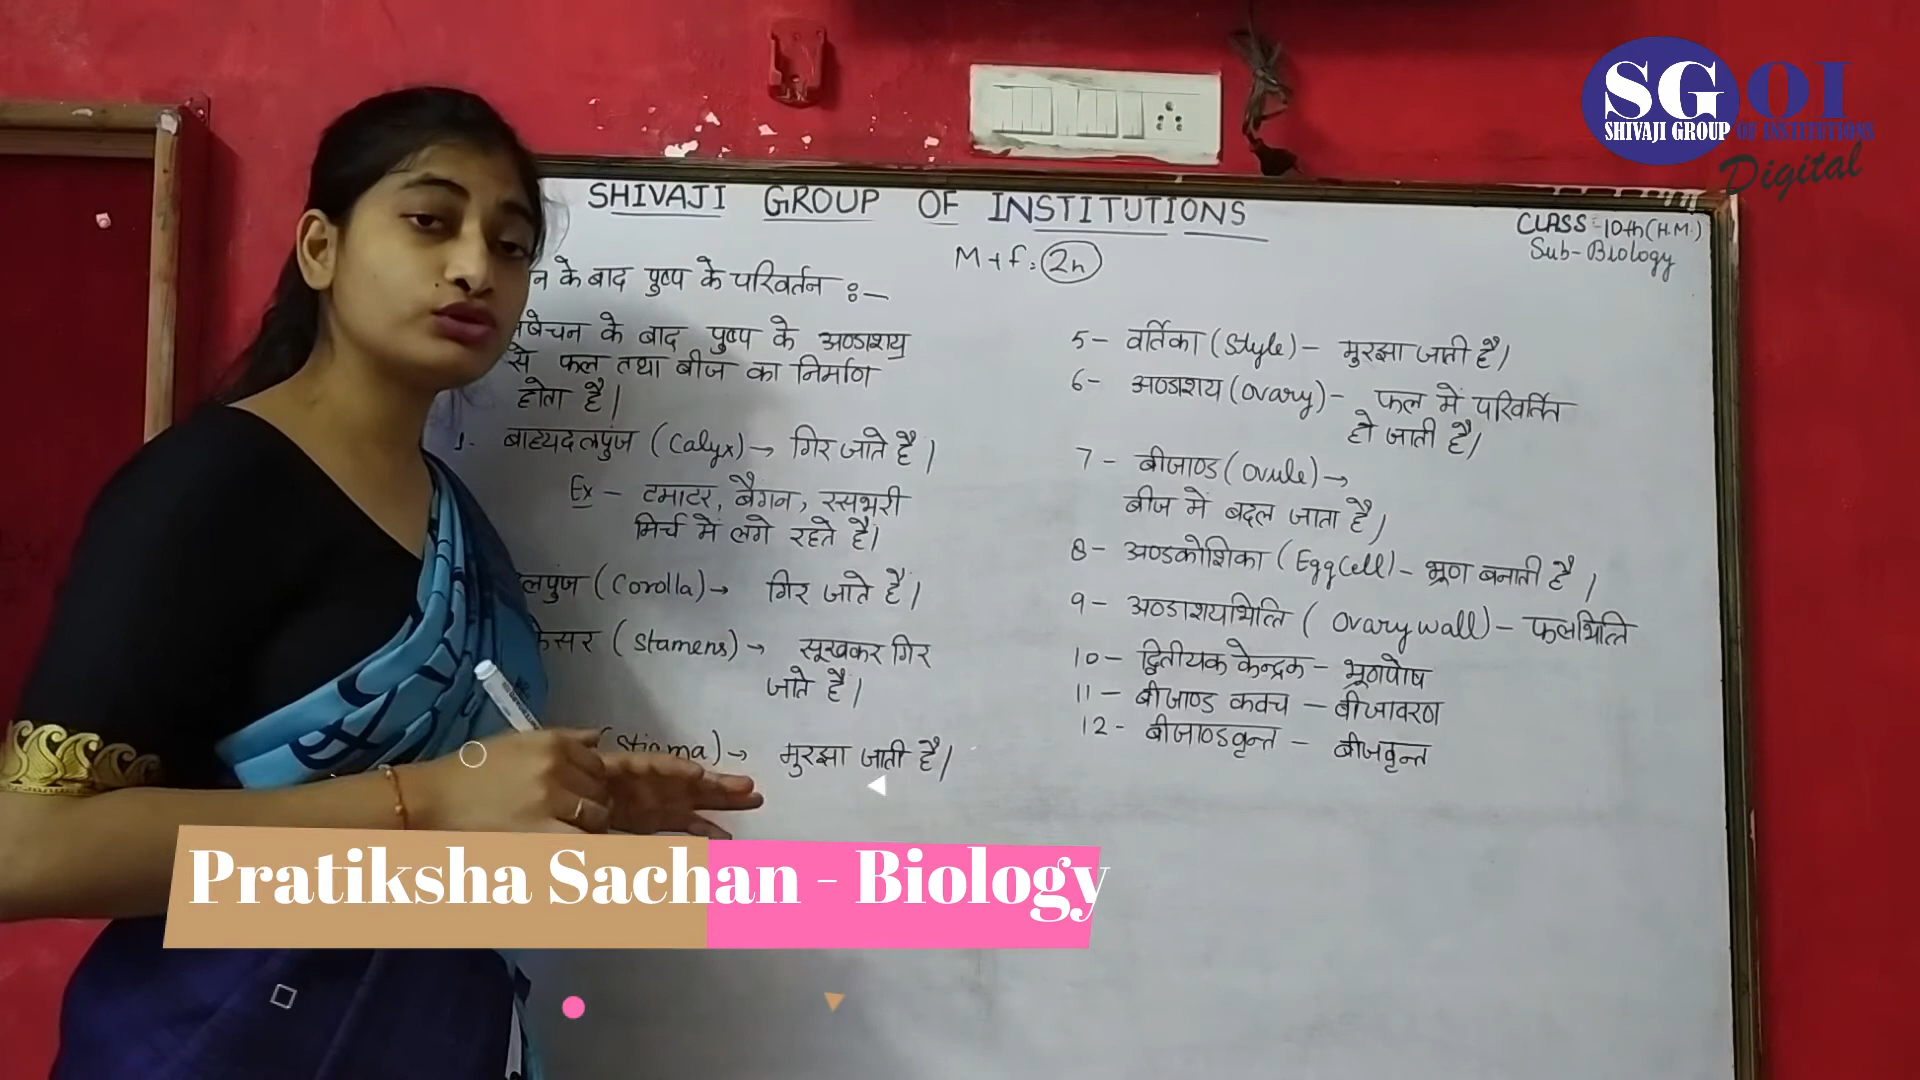 SGOI
SHIVAJI GROUP OF INSTITUTIONS
Digital
SHIVAJI GROUP OF INSTITUTIONS
CLASS :- 10th (H.M.)
Sub- Biology
M + f = 2n
के बाद पुष्प के परिवर्तन :-
के बाद पुष्प के अण्डाशय
से फल तथा बीज का निर्माण
होता है।
1- बाह्यदलपुंज (Calyx) → गिर जाते है।
Ex - टमाटर, बैगन, रसभरी
मिर्च में लगे रहते है।
(Corolla) → गिर जाते है।
(Stamens) → सूखकर गिर
जाते है।
(Stigma) → मुरझा जाती है।
5- वर्तिका (Style) - मुरझा जाती है।
6- अण्डाशय (Ovary) - फल में परिवर्तित
हो जाती है।
7- बीजाण्ड (Ovule) →
बीज में बदल जाता है।
8- अण्डकोशिका (Egg Cell) - भ्रूण बनाती है।
9- अण्डाशयभित्ति (Ovary wall) - फलभित्ति
10- द्वितीयक केन्द्रक - भ्रूणपोष
11- बीजाण्ड कवच - बीजावरण
12- बीजाण्डवृन्त - बीजवृन्त
Pratiksha Sachan - Biology